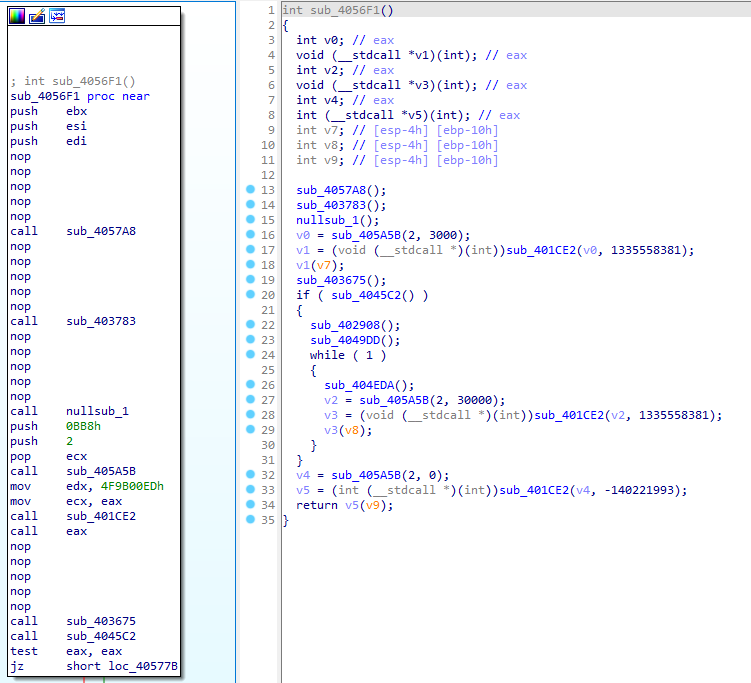 ; int sub_4056F1()
sub_4056F1 proc near
push ebx
push esi
push edi
nop
nop
nop
nop
nop
call sub_4057A8
nop
nop
nop
nop
nop
call sub_403783
nop
nop
nop
nop
nop
call nullsub_1
push 0BB8h
push 2
pop ecx
call sub_405A5B
mov edx, 4F9B00EDh
mov ecx, eax
call sub_401CE2
call eax
nop
nop
nop
nop
nop
call sub_403675
call sub_4045C2
test eax, eax
jz short loc_40577B
1 int sub_4056F1()
2 {
3 int v0; // eax
4 void (__stdcall *v1)(int); // eax
5 int v2; // eax
6 void (__stdcall *v3)(int); // eax
7 int v4; // eax
8 int (__stdcall *v5)(int); // eax
9 int v7; // [esp-4h] [ebp-10h]
10 int v8; // [esp-4h] [ebp-10h]
11 int v9; // [esp-4h] [ebp-10h]
12
13 sub_4057A8();
14 sub_403783();
15 nullsub_1();
16 v0 = sub_405A5B(2, 3000);
17 v1 = (void (__stdcall *)(int))sub_401CE2(v0, 1335558381);
18 v1(v7);
19 sub_403675();
20 if ( sub_4045C2() )
21 {
22 sub_402908();
23 sub_4049DD();
24 while ( 1 )
25 {
26 sub_404EDA();
27 v2 = sub_405A5B(2, 30000);
28 v3 = (void (__stdcall *)(int))sub_401CE2(v2, 1335558381);
29 v3(v8);
30 }
31 }
32 v4 = sub_405A5B(2, 0);
33 v5 = (int (__stdcall *)(int))sub_401CE2(v4, -140221993);
34 return v5(v9);
35 }